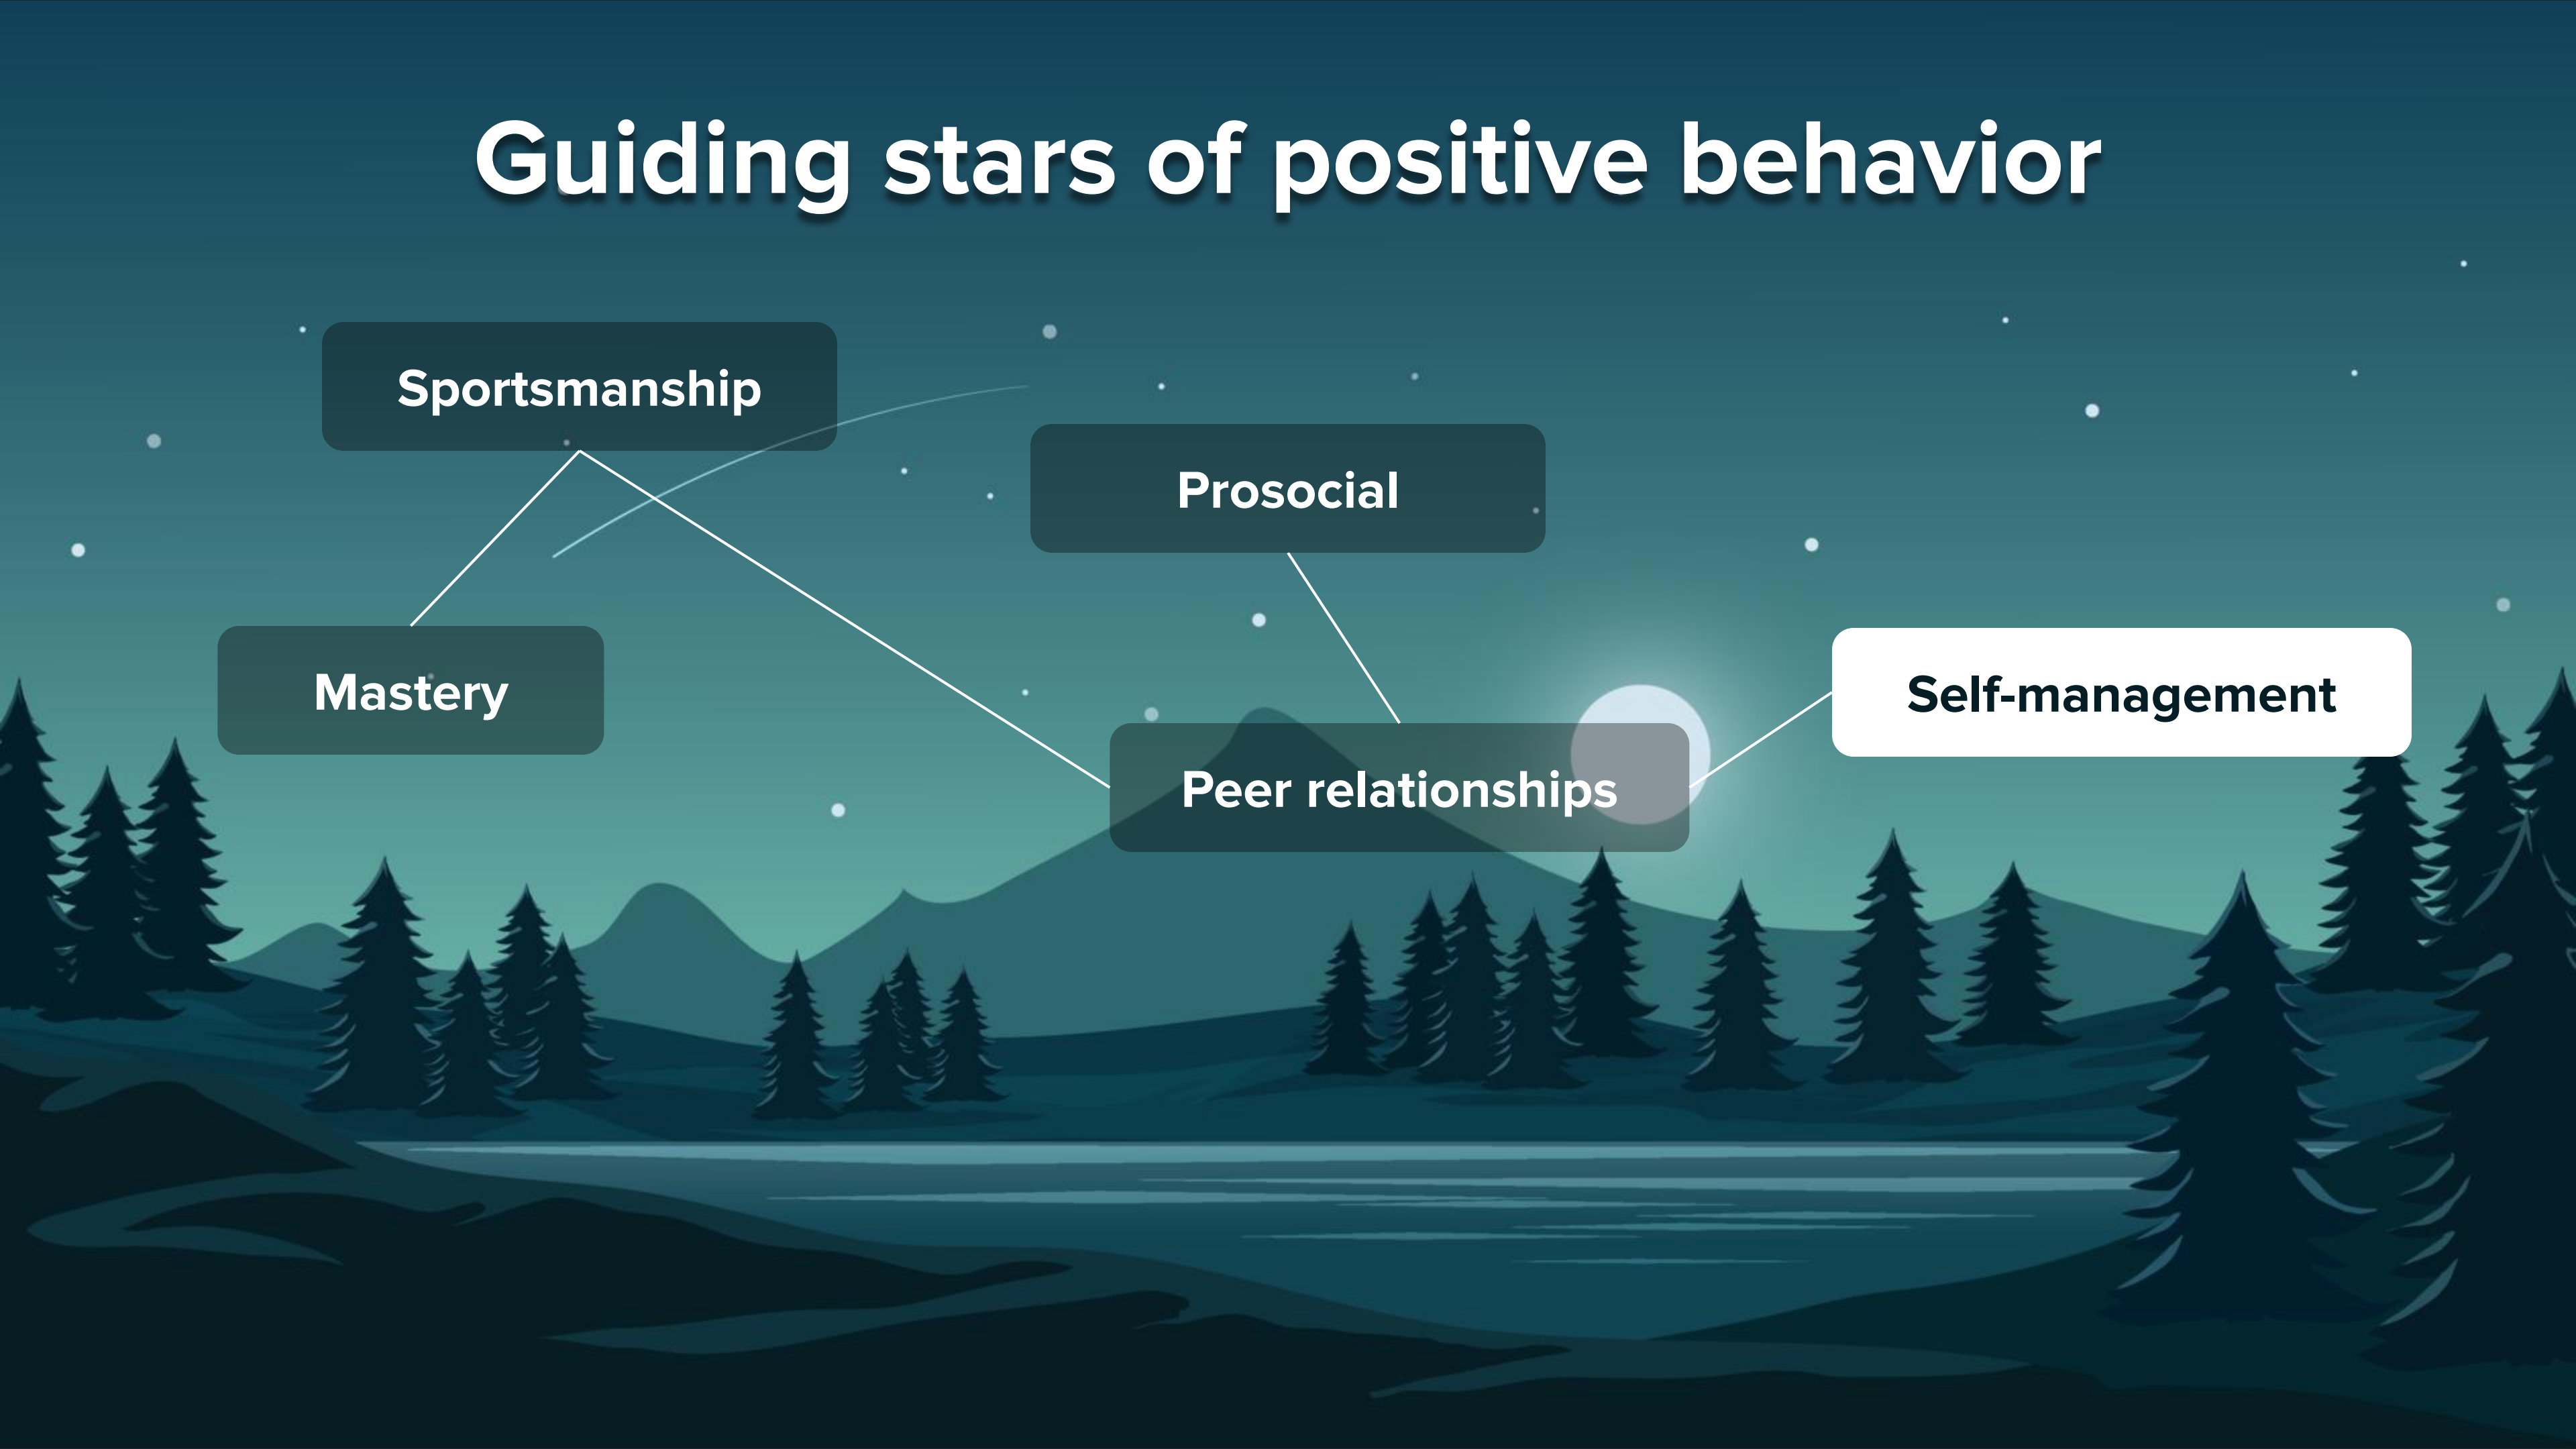 Guiding stars of positive behavior
Sportsmanship
Prosocial
Mastery
Self-management
Peer relationships